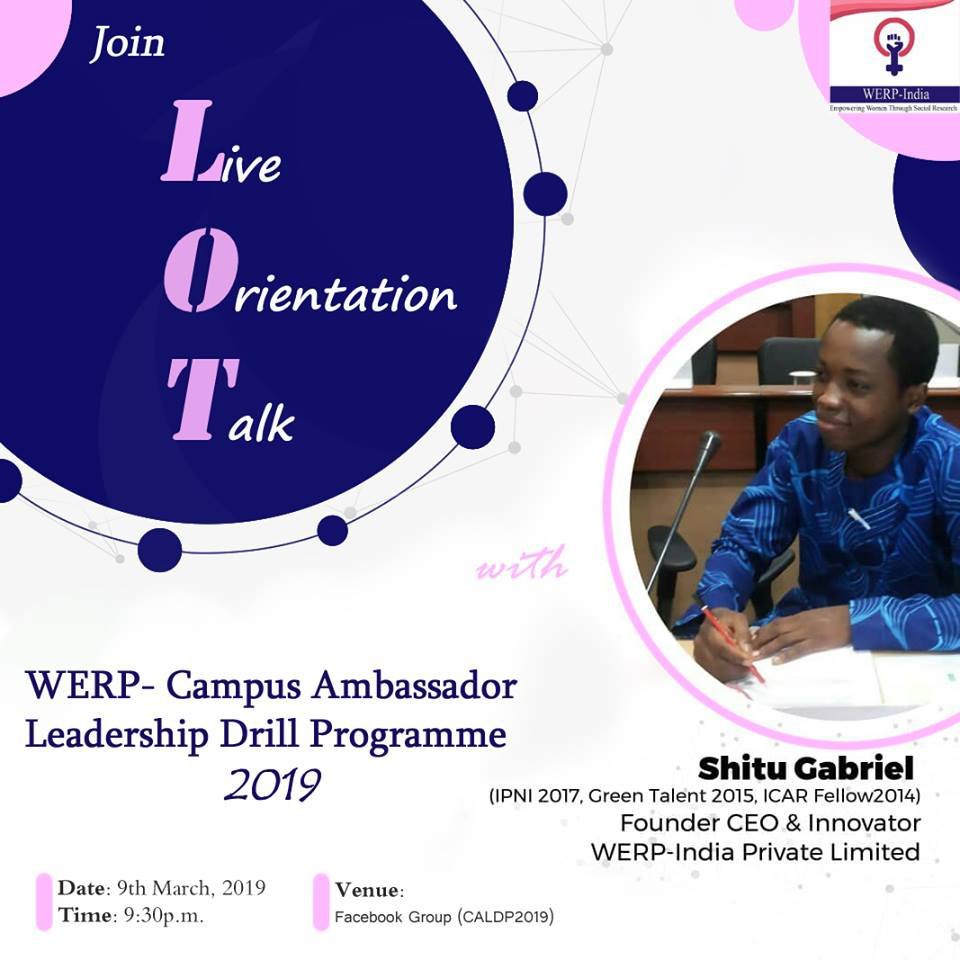 Join
WERP-India
Empowering Women Through Social Research
Live
Orientation
Talk
with
WERP- Campus Ambassador
Leadership Drill Programme
2019
Shitu Gabriel
(IPNI 2017, Green Talent 2015, ICAR Fellow2014)
Founder CEO & Innovator
WERP-India Private Limited
Date: 9th March, 2019
Time: 9:30p.m.
Venue:
Facebook Group (CALDP2019)